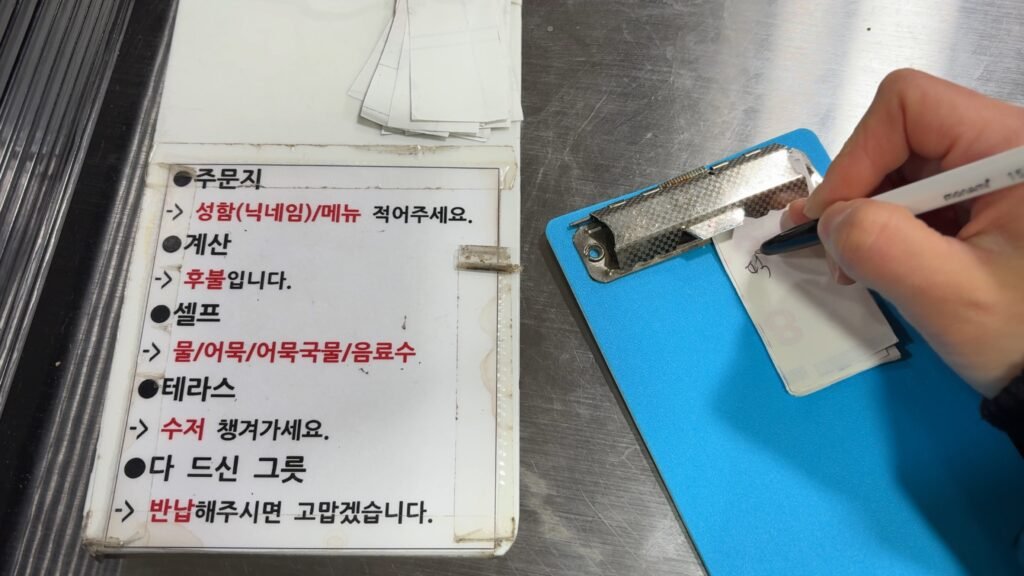 ●주문지
-> 성함(닉네임)/메뉴 적어주세요.
●계산
-> 후불입니다.
●셀프
-> 물/어묵/어묵국물/음료수
●테라스
-> 수저 챙겨가세요.
●다 드신 그릇
-> 반납해주시면 고맙겠습니다.
monami 153